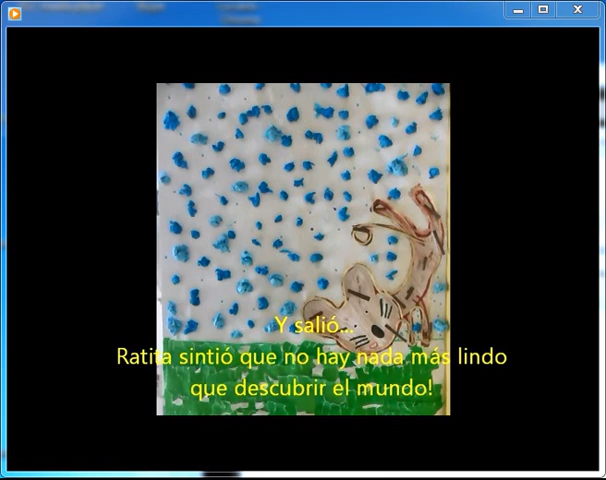 Y salió...
Ratita sintió que no hay nada más lindo
que descubrir el mundo!